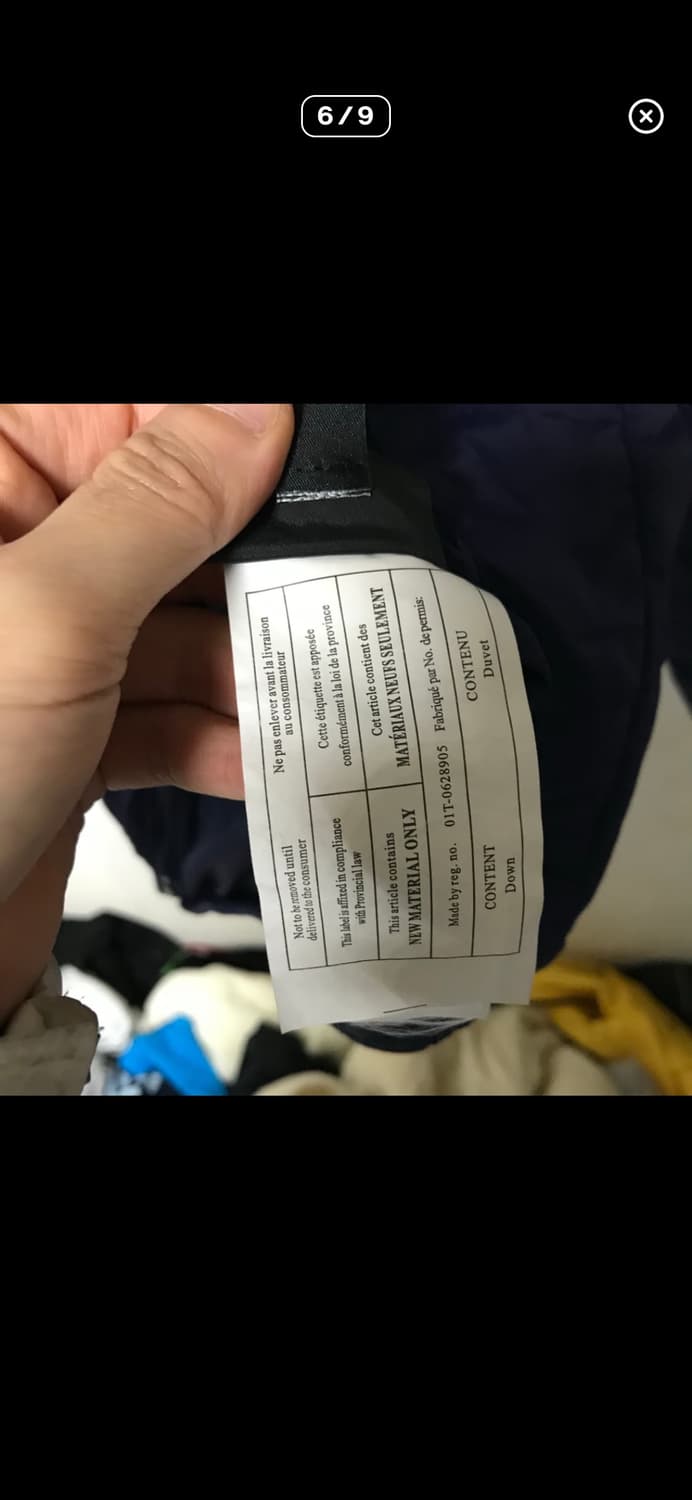 6/9
Not to be removed until
delivered to the consumer
Ne pas enlever avant la livraison
au consommateur
This label is affixed in compliance
with Provincial law
Cette étiquette est apposée
conformément à la loi de la province
This article contains
NEW MATERIAL ONLY
Cet article contient des
MATÉRIAUX NEUFS SEULEMENT
Made by reg. no. 01T-0628905 Fabriqué par No. de permis:
CONTENT
Down
CONTENU
Duvet